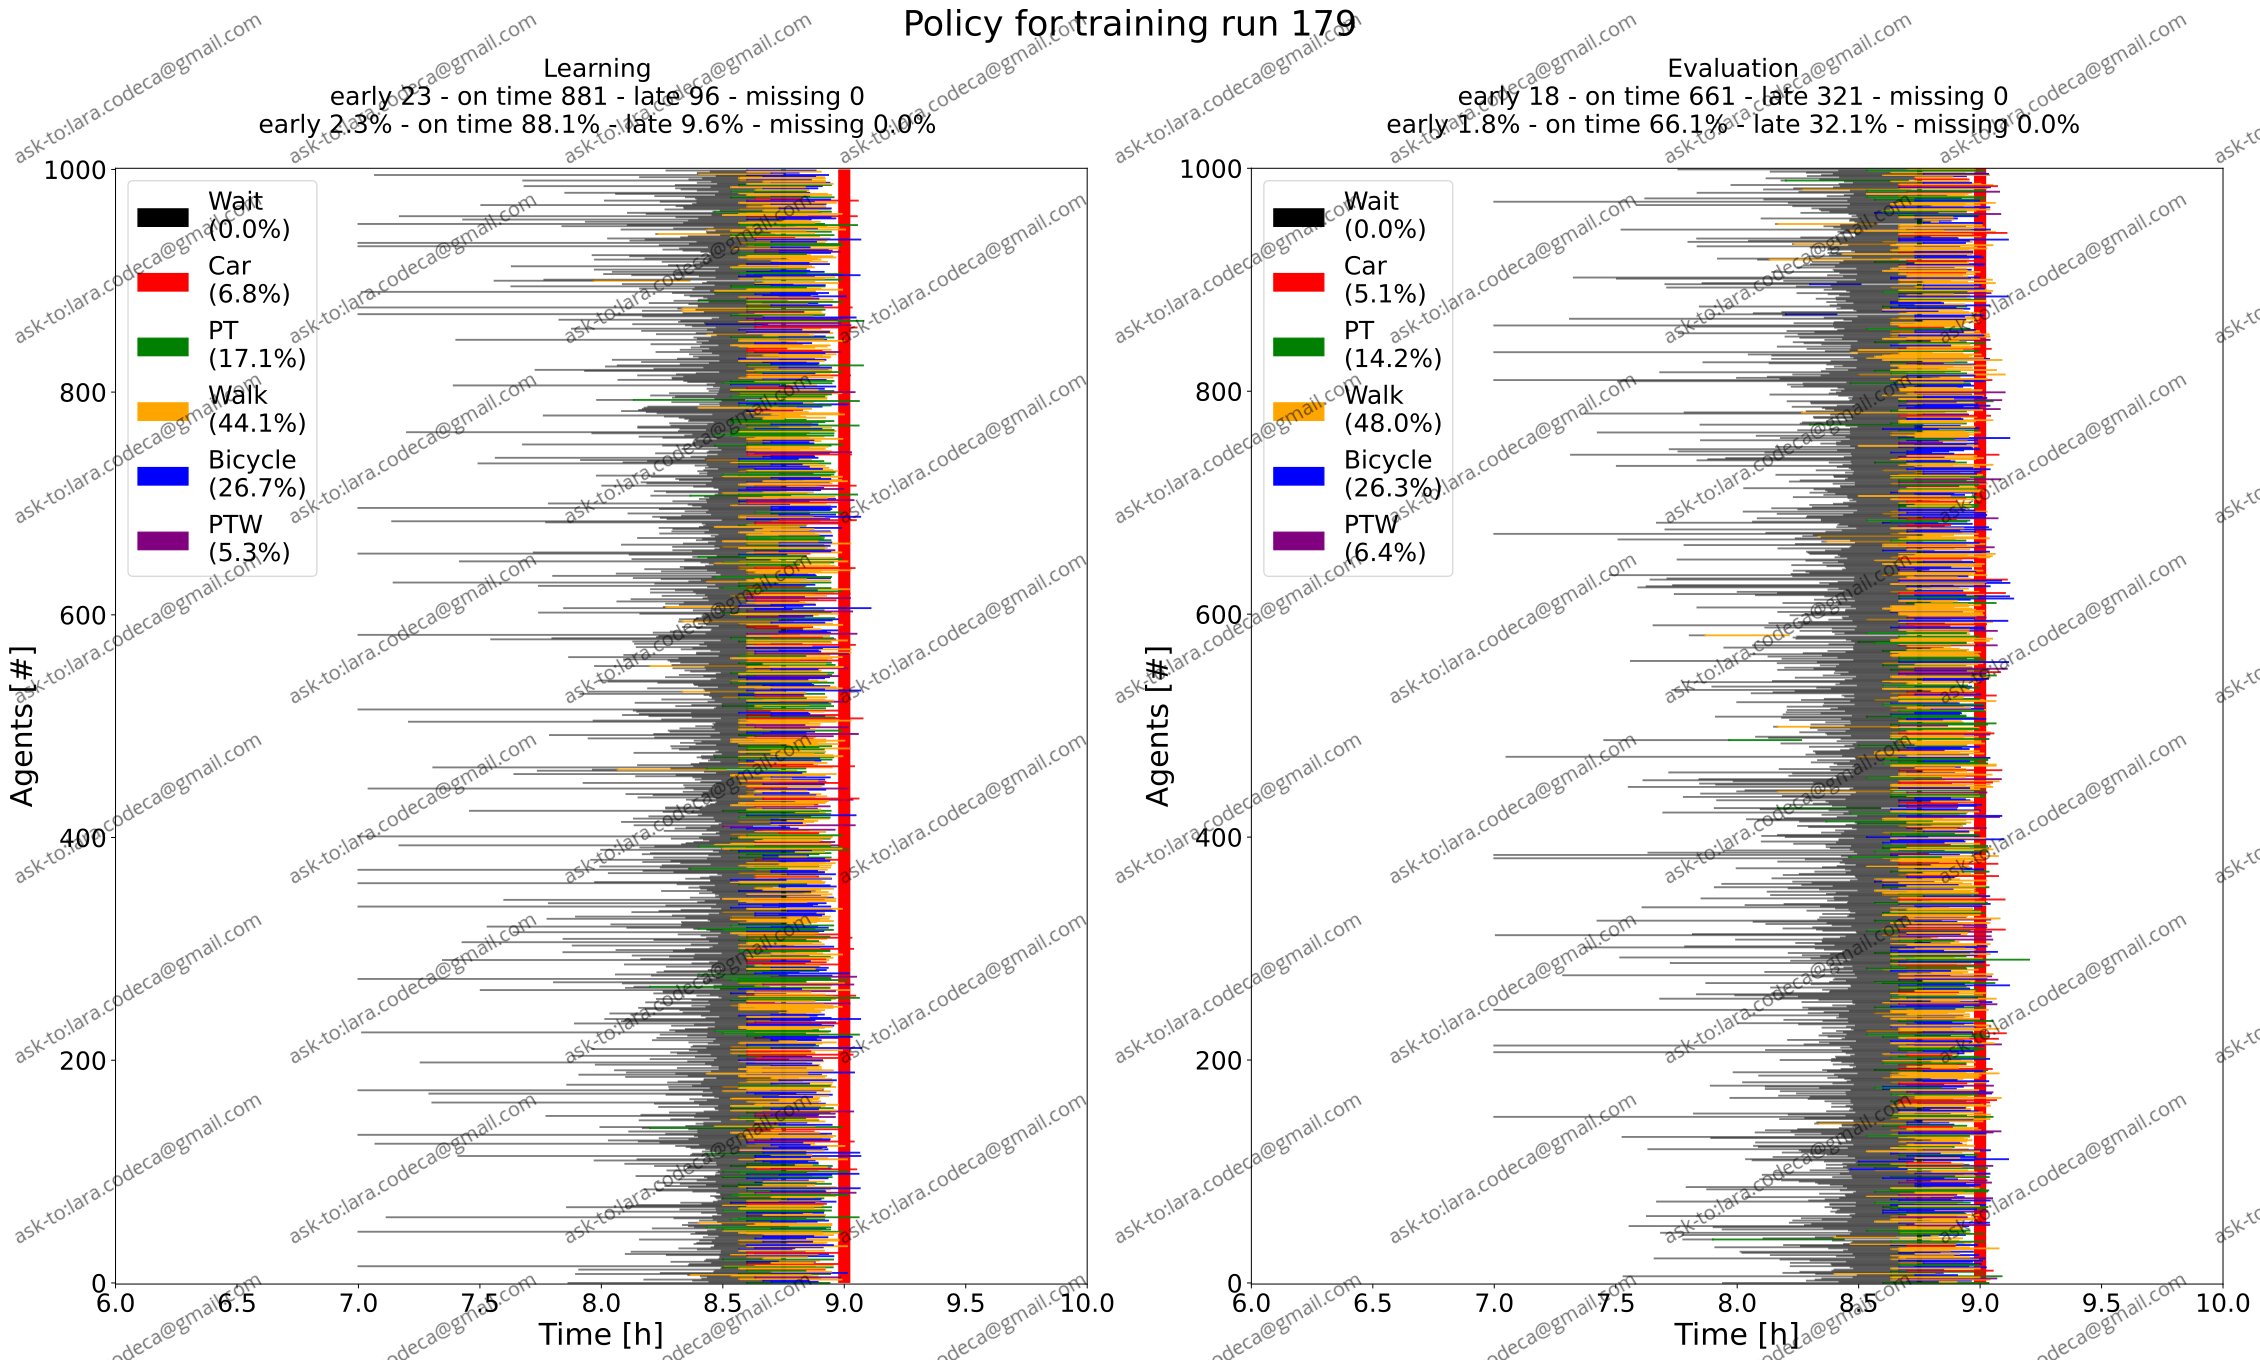 Policy for training run 179
Learning
early 23 - on time 881 - late 96 - missing 0
early 2.3% - on time 88.1% - late 9.6% - missing 0.0%
1000
800
600
400
200
0
Agents [#]
Wait
(0.0%)
Car
(6.8%)
PT
(17.1%)
Walk
(44.1%)
Bicycle
(26.7%)
PTW
(5.3%)
6.0 6.5 7.0 7.5 8.0 8.5 9.0 9.5 10.0
Time [h]
Evaluation
early 18 - on time 661 - late 321 - missing 0
early 1.8% - on time 66.1% - late 32.1% - missing 0.0%
1000
800
600
400
200
0
Agents [#]
Wait
(0.0%)
Car
(5.1%)
PT
(14.2%)
Walk
(48.0%)
Bicycle
(26.3%)
PTW
(6.4%)
6.0 6.5 7.0 7.5 8.0 8.5 9.0 9.5 10.0
Time [h]
ask-to:lara.codeca@gmail.com